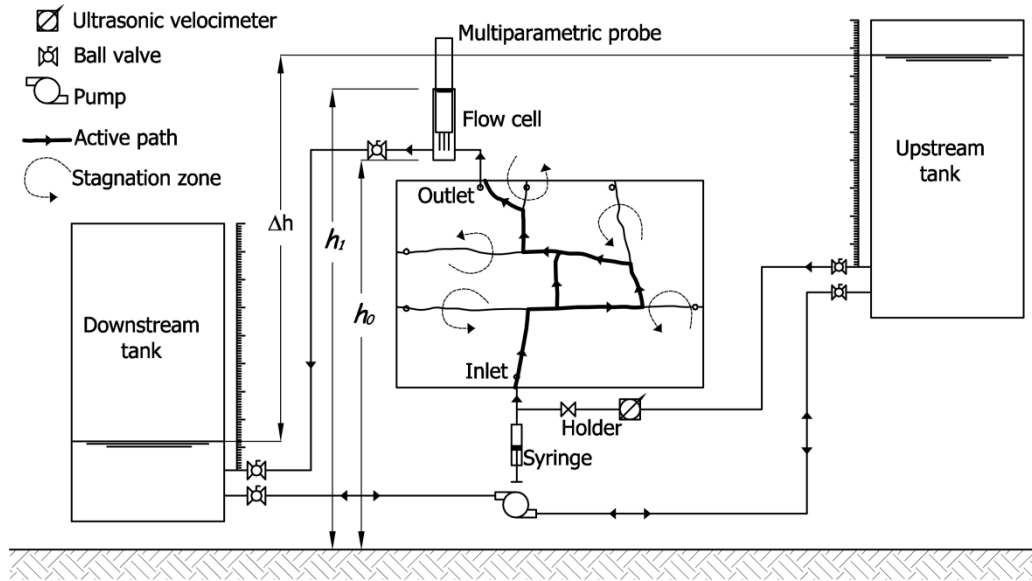 Ultrasonic velocimeter
Ball valve
Pump
Active path
Stagnation zone
Multiparametric probe
Flow cell
Upstream
tank
Outlet
Δh
h1
h0
Downstream
tank
Inlet
Holder
Syringe